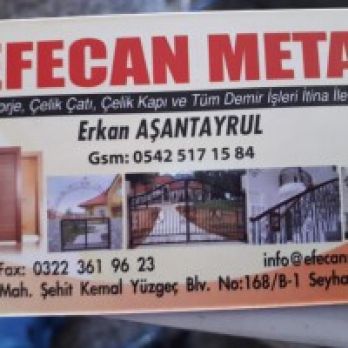 EFECAN META
orje, Çelik Çatı, Çelik Kapı ve Tüm Demir İşleri İtina İle
Erkan AŞANTAYRUL
Gsm: 0542 517 15 84
Fax: 0322 361 96 23
info@efecan
Mah. Şehit Kemal Yüzgeç Blv. No:168/B-1 Seyha